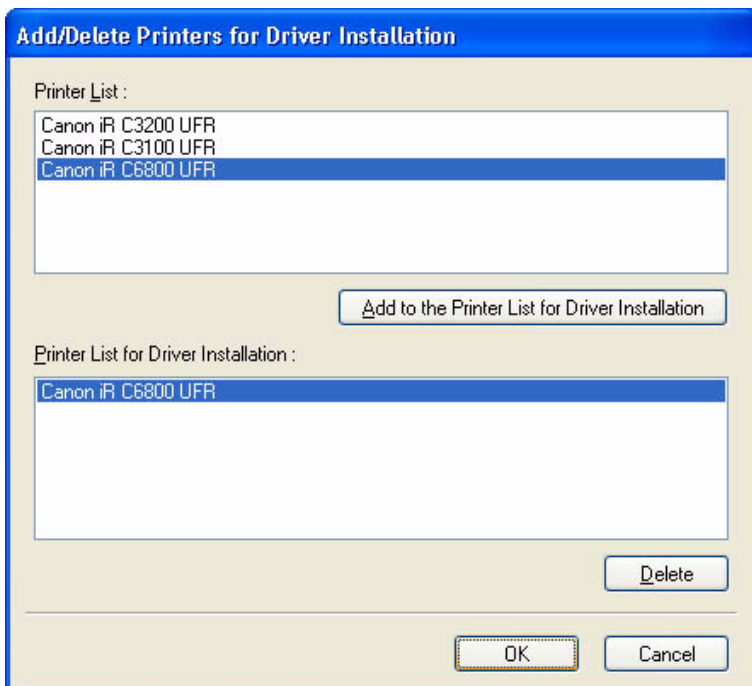 Add/Delete Printers for Driver Installation
Printer List :
Canon iR C3200 UFR
Canon iR C3100 UFR
Canon iR C6800 UFR
Add to the Printer List for Driver Installation
Printer List for Driver Installation :
Canon iR C6800 UFR
Delete
OK
Cancel